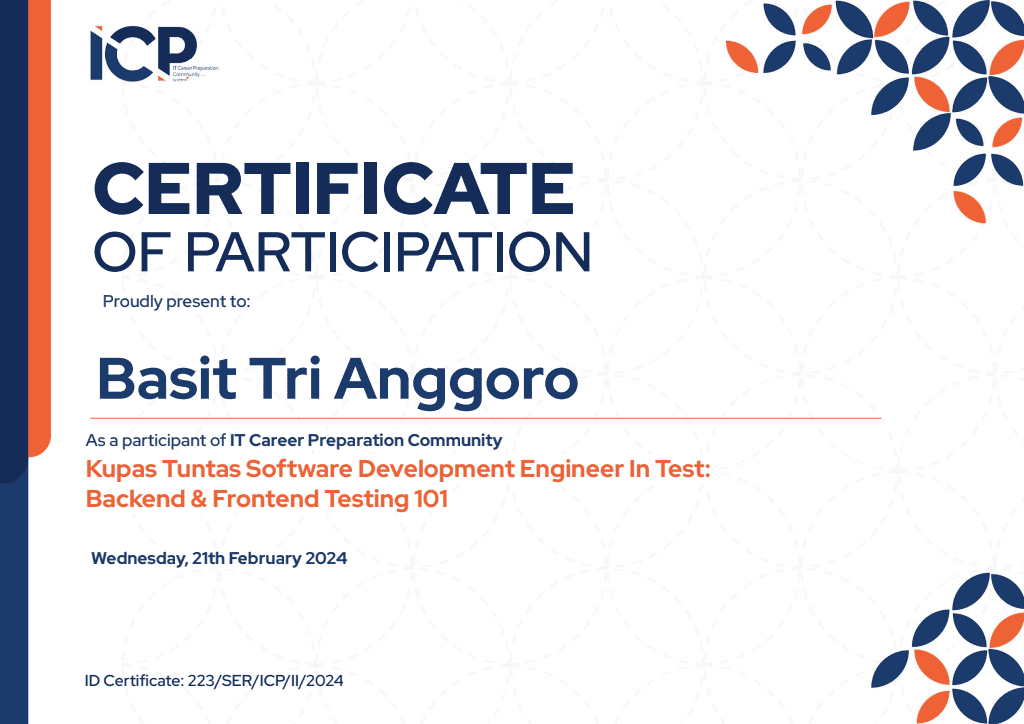 ICP
IT Career Preparation
Community
CERTIFICATE
OF PARTICIPATION
Proudly present to:
Basit Tri Anggoro
As a participant of IT Career Preparation Community
Kupas Tuntas Software Development Engineer In Test:
Backend & Frontend Testing 101
Wednesday, 21th February 2024
ID Certificate: 223/SER/ICP/II/2024